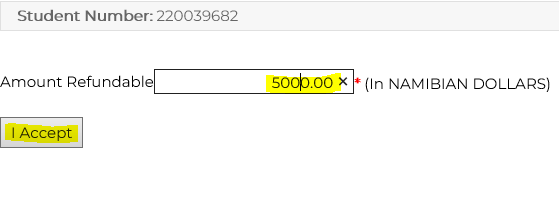 Student Number: 220039682
Amount Refundable 5000.00 × * (In NAMIBIAN DOLLARS)
I Accept